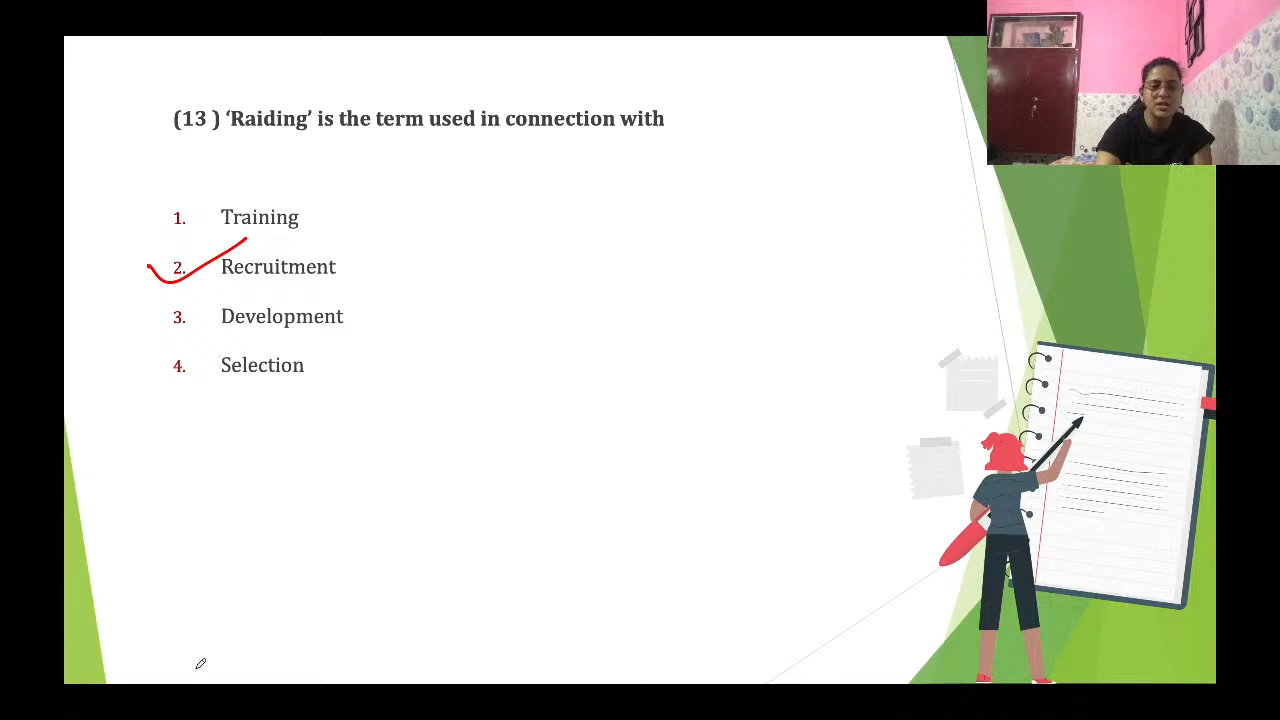 (13 ) ‘Raiding’ is the term used in connection with
1. Training
2. Recruitment
3. Development
4. Selection